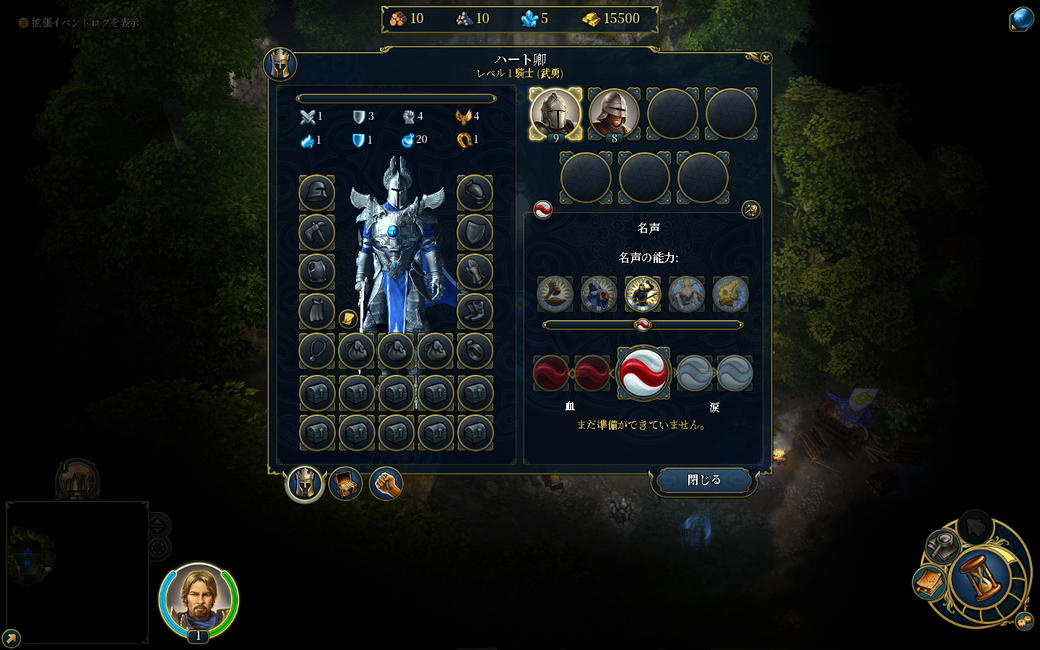 拡張イベントログを表示
10 10 5 15500
ハート卿
レベル 1 騎士 (武勇)
1 3 4 4
1 1 20 1
9 8
名声
名声の能力:
血 涙
まだ準備ができていません。
閉じる
1